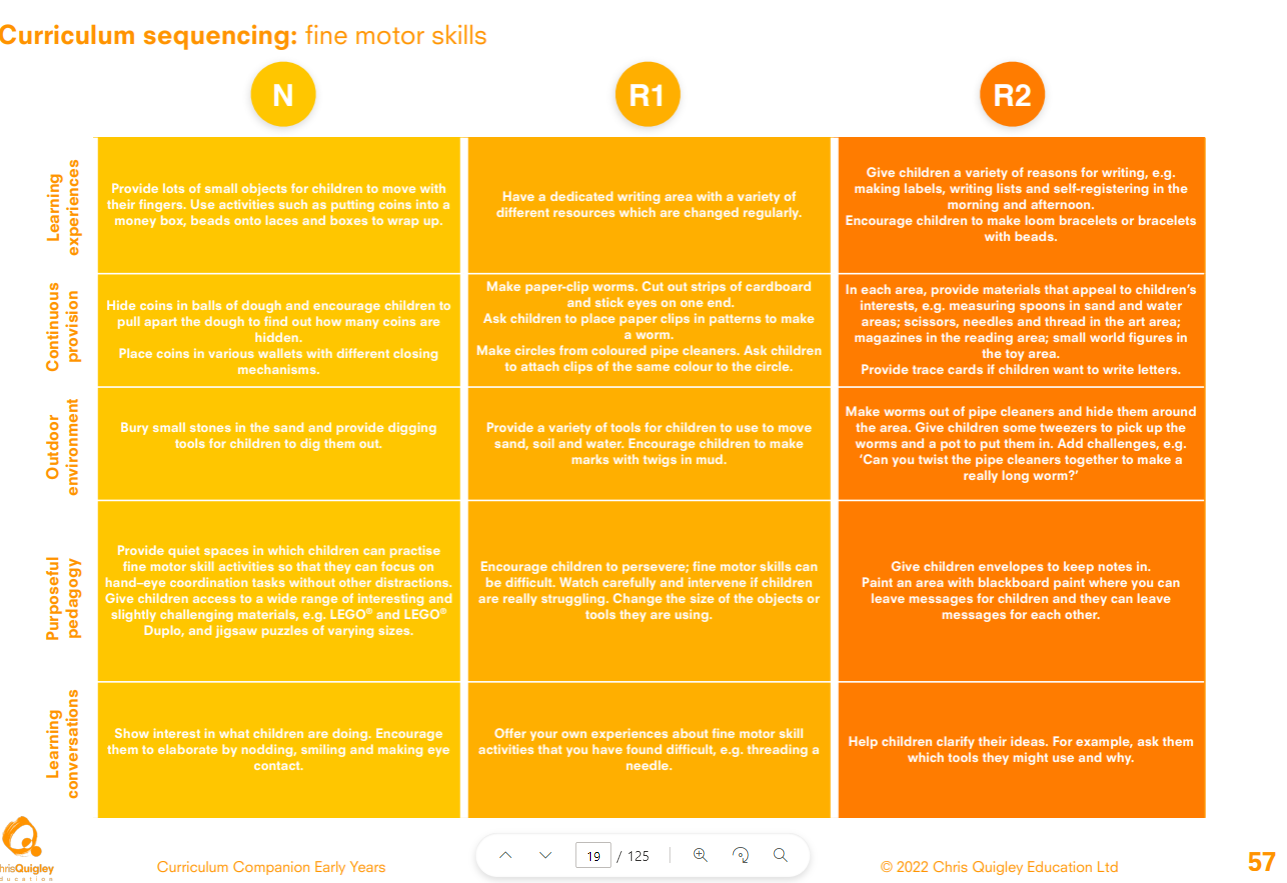 Curriculum sequencing: fine motor skills
N
R1
R2
Learning
experiences
Provide lots of small objects for children to move with
their fingers. Use activities such as putting coins into a
money box, beads onto laces and boxes to wrap up.
Have a dedicated writing area with a variety of
different resources which are changed regularly.
Give children a variety of reasons for writing, e.g.
making labels, writing lists and self-registering in the
morning and afternoon.
Encourage children to make loom bracelets or bracelets
with beads.
Continuous
provision
Hide coins in balls of dough and encourage children to
pull apart the dough to find out how many coins are
hidden.
Place coins in various wallets with different closing
mechanisms.
Make paper-clip worms. Cut out strips of cardboard
and stick eyes on one end.
Ask children to place paper clips in patterns to make
a worm.
Make circles from coloured pipe cleaners. Ask children
to attach clips of the same colour to the circle.
In each area, provide materials that appeal to children’s
interests, e.g. measuring spoons in sand and water
areas; scissors, needles and thread in the art area;
magazines in the reading area; small world figures in
the toy area.
Provide trace cards if children want to write letters.
Outdoor
environment
Bury small stones in the sand and provide digging
tools for children to dig them out.
Provide a variety of tools for children to use to move
sand, soil and water. Encourage children to make
marks with twigs in mud.
Make worms out of pipe cleaners and hide them around
the area. Give children some tweezers to pick up the
worms and a pot to put them in. Add challenges, e.g.
‘Can you twist the pipe cleaners together to make a
really long worm?’
Purposeful
pedagogy
Provide quiet spaces in which children can practise
fine motor skill activities so that they can focus on
hand–eye coordination tasks without other distractions.
Give children access to a wide range of interesting and
slightly challenging materials, e.g. LEGO® and LEGO®
Duplo, and jigsaw puzzles of varying sizes.
Encourage children to persevere; fine motor skills can
be difficult. Watch carefully and intervene if children
are really struggling. Change the size of the objects or
tools they are using.
Give children envelopes to keep notes in.
Paint an area with blackboard paint where you can
leave messages for children and they can leave
messages for each other.
Learning
conversations
Show interest in what children are doing. Encourage
them to elaborate by nodding, smiling and making eye
contact.
Offer your own experiences about fine motor skill
activities that you have found difficult, e.g. threading a
needle.
Help children clarify their ideas. For example, ask them
which tools they might use and why.
hrisQuigley
ducation
Curriculum Companion Early Years
19 / 125
© 2022 Chris Quigley Education Ltd
57